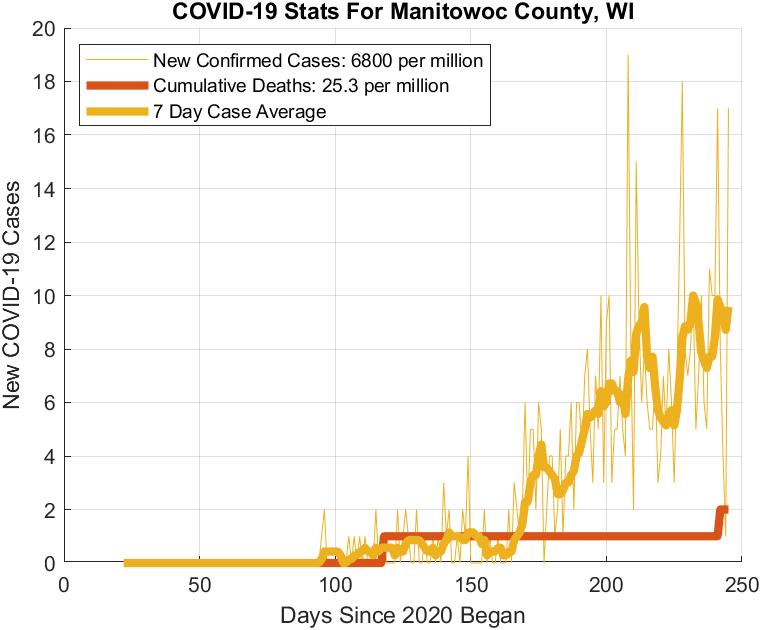 COVID-19 Stats For Manitowoc County, WI
New Confirmed Cases: 6800 per million
Cumulative Deaths: 25.3 per million
7 Day Case Average
New COVID-19 Cases
20
18
16
14
12
10
8
6
4
2
0
0 50 100 150 200 250
Days Since 2020 Began